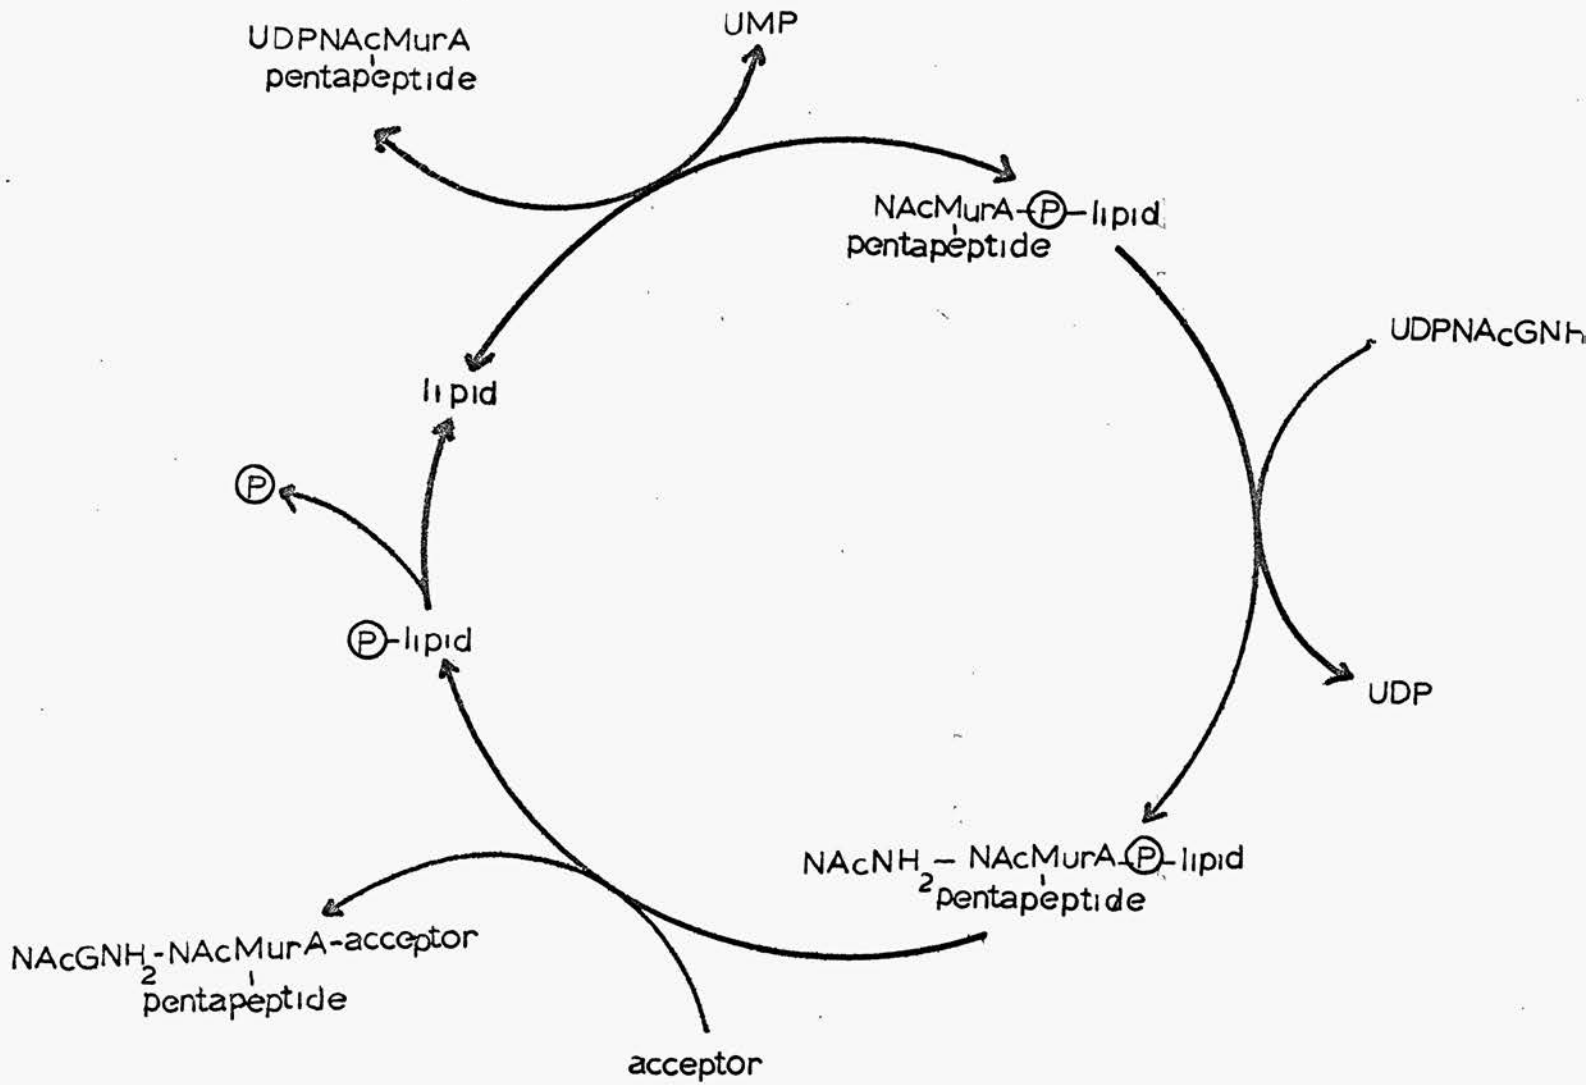 UMP
UDPNAcMurA
pentapeptide
NAcMurA-P-lipid
pentapeptide
UDPNAcGNH
lipid
P
P-lipid
UDP
NAcNH2- NAcMurA-P-lipid
pentapeptide
NAcGNH2-NAcMurA-acceptor
pentapeptide
acceptor